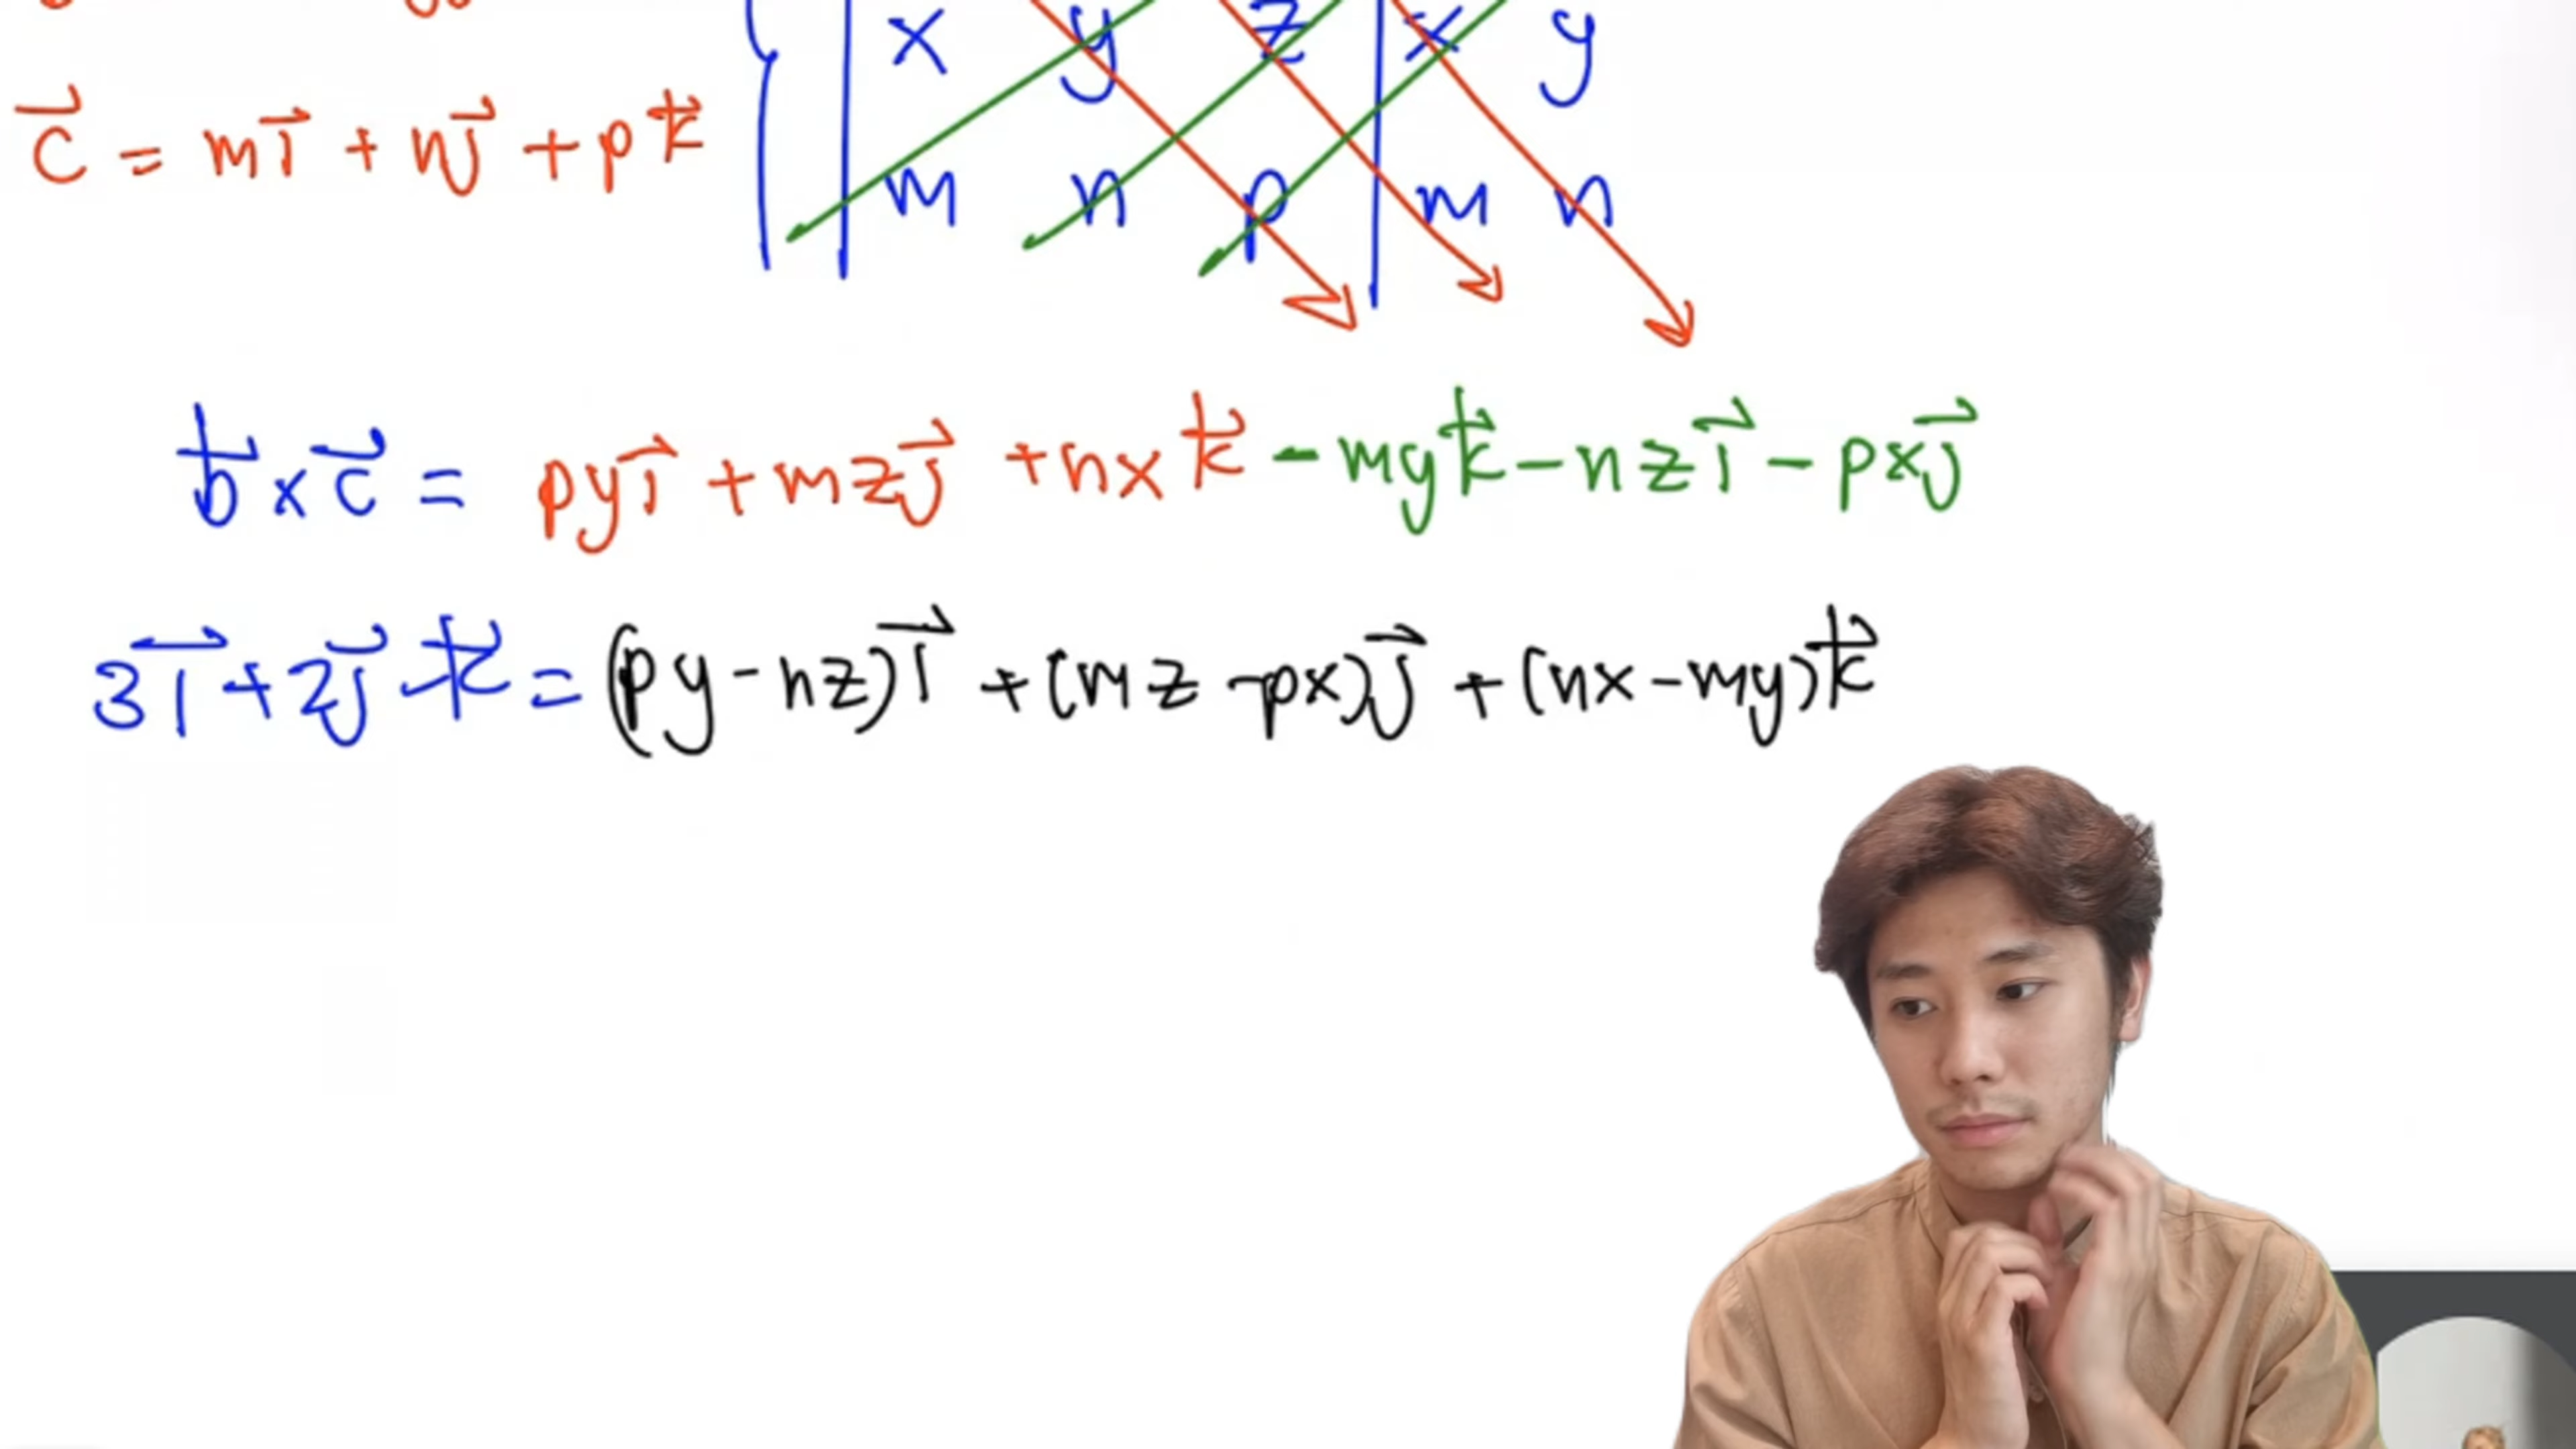 x y z x y
c⃗ = mi⃗ + nj⃗ + pk⃗
m n p m n
b⃗ × c⃗ = pyi⃗ + mzj⃗ + nxk⃗ - myk⃗ - nzi⃗ - pxj⃗
3i⃗ + 2j⃗ - k⃗ = (py - nz)i⃗ + (mz - px)j⃗ + (nx - my)k⃗